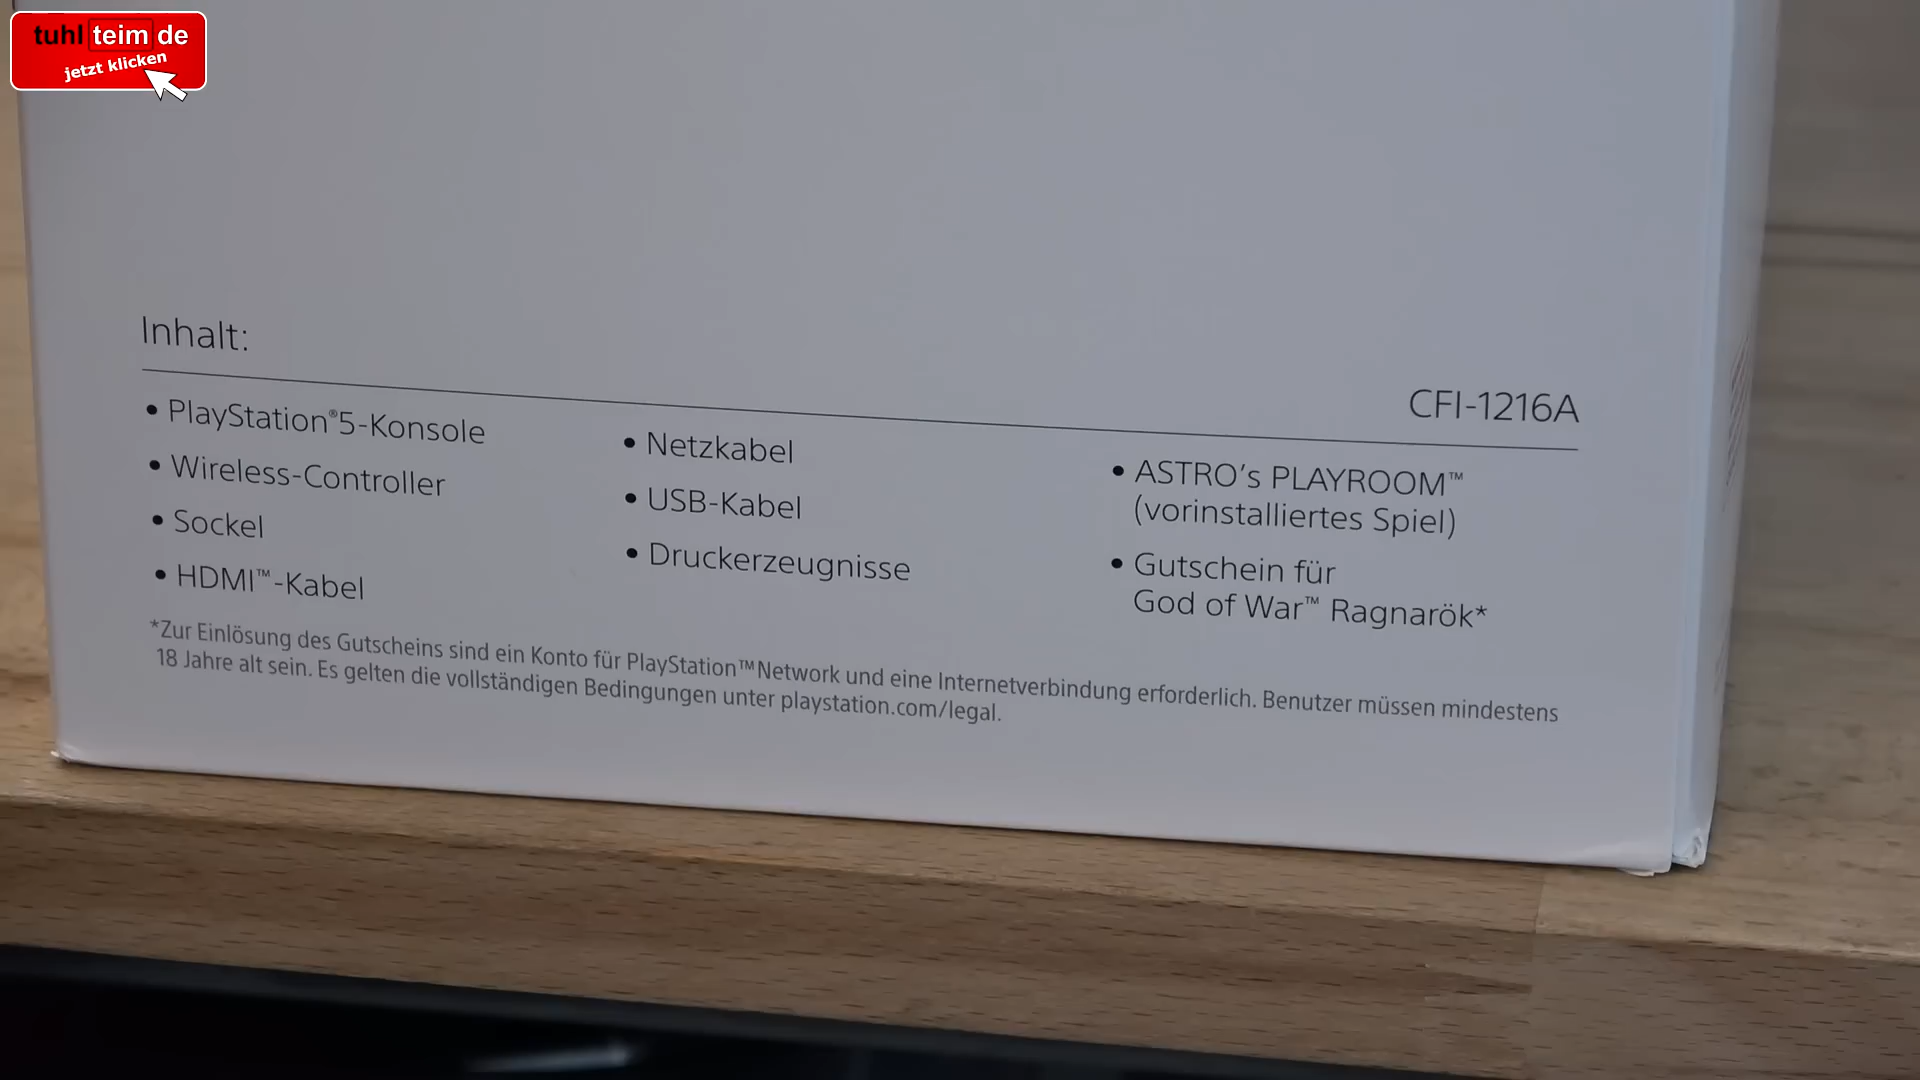 tuhl teim de
jetzt klicken
Inhalt:
CFI-1216A
• PlayStation®5-Konsole
• Wireless-Controller
• Sockel
• HDMI™-Kabel
• Netzkabel
• USB-Kabel
• Druckerzeugnisse
• ASTRO’s PLAYROOM™
(vorinstalliertes Spiel)
• Gutschein für
God of War™ Ragnarök*
*Zur Einlösung des Gutscheins sind ein Konto für PlayStation™Network und eine Internetverbindung erforderlich. Benutzer müssen mindestens
18 Jahre alt sein. Es gelten die vollständigen Bedingungen unter playstation.com/legal.